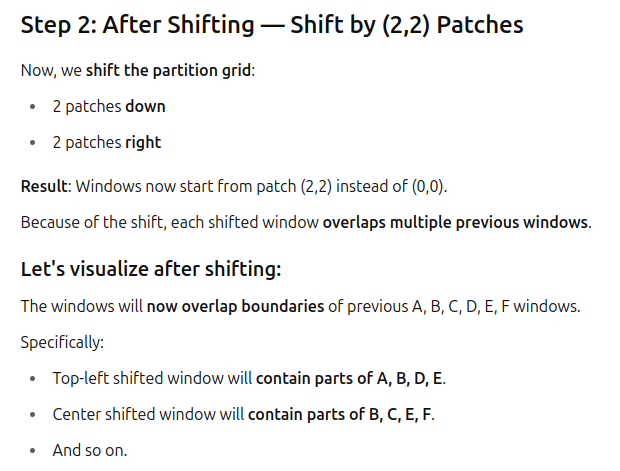 Step 2: After Shifting — Shift by (2,2) Patches
Now, we shift the partition grid:
• 2 patches down
• 2 patches right
Result: Windows now start from patch (2,2) instead of (0,0).
Because of the shift, each shifted window overlaps multiple previous windows.
Let's visualize after shifting:
The windows will now overlap boundaries of previous A, B, C, D, E, F windows.
Specifically:
• Top-left shifted window will contain parts of A, B, D, E.
• Center shifted window will contain parts of B, C, E, F.
• And so on.